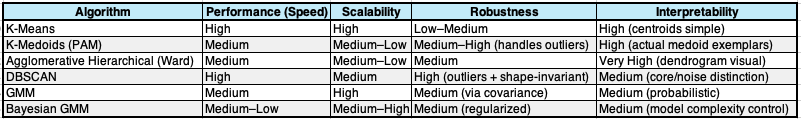 Algorithm Performance (Speed) Scalability Robustness Interpretability
K-Means High High Low–Medium High (centroids simple)
K-Medoids (PAM) Medium Medium–Low Medium–High (handles outliers) High (actual medoid exemplars)
Agglomerative Hierarchical (Ward) Medium Medium–Low Medium Very High (dendrogram visual)
DBSCAN High Medium High (outliers + shape-invariant) Medium (core/noise distinction)
GMM Medium High Medium (via covariance) Medium (probabilistic)
Bayesian GMM Medium–Low Medium–High Medium (regularized) Medium (model complexity control)